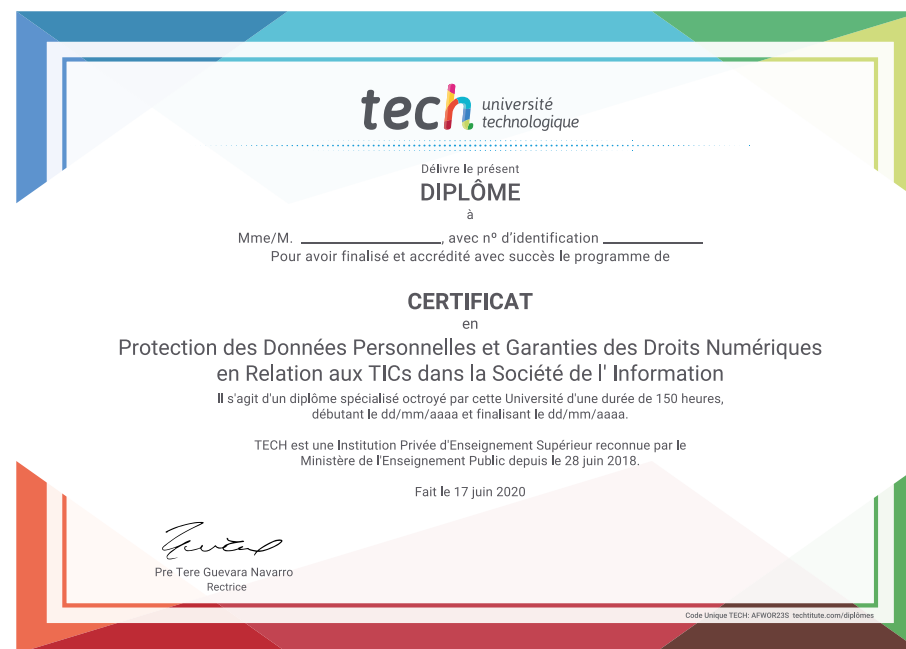 tech université
technologique
Délivre le présent
DIPLÔME
à
Mme/M. ____________________, avec nº d'identification ______________
Pour avoir finalisé et accrédité avec succès le programme de
CERTIFICAT
en
Protection des Données Personnelles et Garanties des Droits Numériques
en Relation aux TICs dans la Société de l' Information
Il s'agit d'un diplôme spécialisé octroyé par cette Université d'une durée de 150 heures,
débutant le dd/mm/aaaa et finalisant le dd/mm/aaaa.
TECH est une Institution Privée d'Enseignement Supérieur reconnue par le
Ministère de l'Enseignement Public depuis le 28 juin 2018.
Fait le 17 juin 2020
Pre Tere Guevara Navarro
Rectrice
Code Unique TECH: AFWOR23S techtitute.com/diplômes